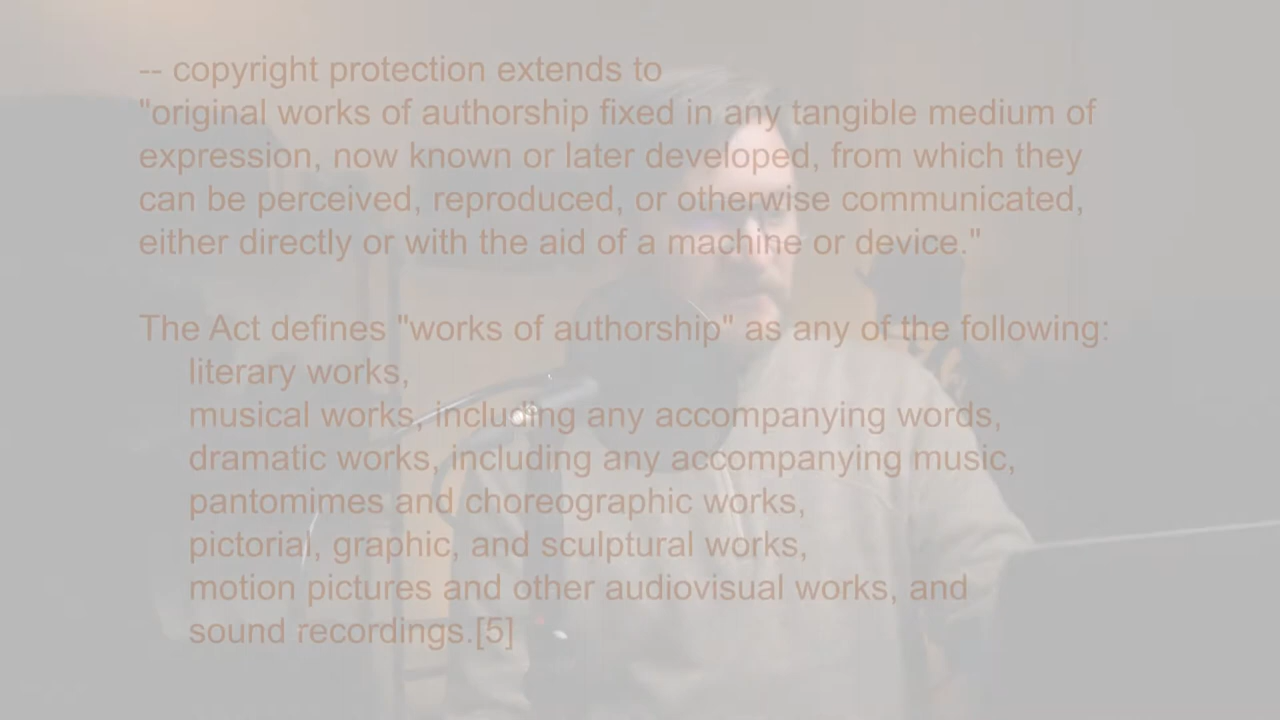 -- copyright protection extends to
"original works of authorship fixed in any tangible medium of
expression, now known or later developed, from which they
can be perceived, reproduced, or otherwise communicated,
either directly or with the aid of a machine or device."
The Act defines "works of authorship" as any of the following:
literary works,
musical works, including any accompanying words,
dramatic works, including any accompanying music,
pantomimes and choreographic works,
pictorial, graphic, and sculptural works,
motion pictures and other audiovisual works, and
sound recordings.[5]